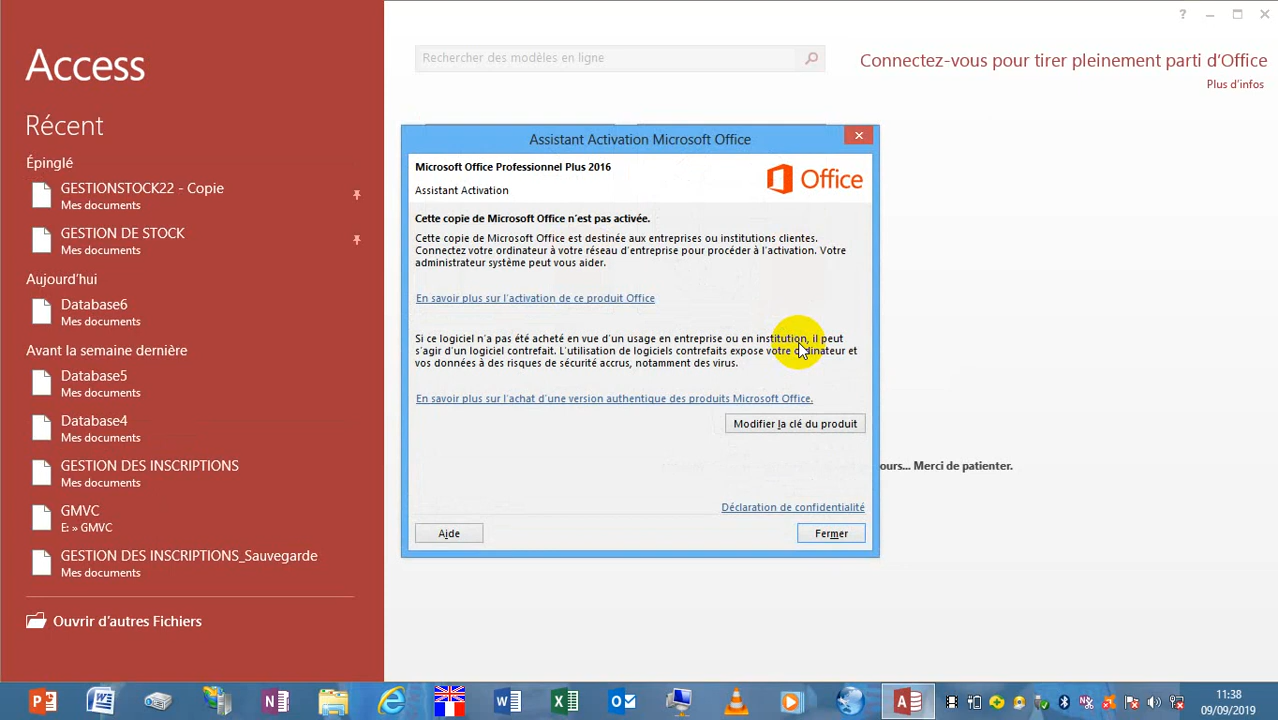 Access
Rechercher des modèles en ligne
Connectez-vous pour tirer pleinement parti d'Office
Plus d'infos
Récent
Épinglé
GESTIONSTOCK22 - Copie
Mes documents
GESTION DE STOCK
Mes documents
Aujourd'hui
Database6
Mes documents
Avant la semaine dernière
Database5
Mes documents
Database4
Mes documents
GESTION DES INSCRIPTIONS
Mes documents
GMVC
E: » GMVC
GESTION DES INSCRIPTIONS_Sauvegarde
Mes documents
Ouvrir d'autres Fichiers
Assistant Activation Microsoft Office
Microsoft Office Professionnel Plus 2016
Office
Assistant Activation
Cette copie de Microsoft Office n'est pas activée.
Cette copie de Microsoft Office est destinée aux entreprises ou institutions clientes.
Connectez votre ordinateur à votre réseau d'entreprise pour procéder à l'activation. Votre
administrateur système peut vous aider.
En savoir plus sur l'activation de ce produit Office
Si ce logiciel n'a pas été acheté en vue d'un usage en entreprise ou en institution, il peut
s'agir d'un logiciel contrefait. L'utilisation de logiciels contrefaits expose votre ordinateur et
vos données à des risques de sécurité accrus, notamment des virus.
En savoir plus sur l'achat d'une version authentique des produits Microsoft Office.
Modifier la clé du produit
ours... Merci de patienter.
Déclaration de confidentialité
Aide
Fermer
11:38
09/09/2019